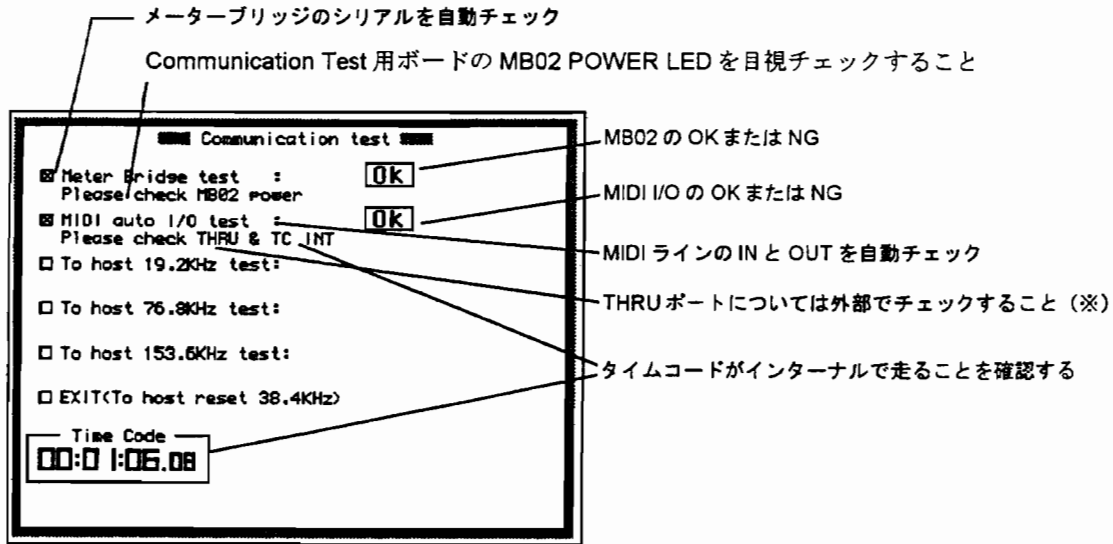 メーターブリッジのシリアルを自動チェック
Communication Test 用ボードの MB02 POWER LED を目視チェックすること
Communication test
Meter Bridge test : OK
Please check MB02 power
MIDI auto I/O test : OK
Please check THRU & TC INT
To host 19.2KHz test:
To host 76.8KHz test:
To host 153.6KHz test:
EXIT(To host reset 38.4KHz)
Time Code
00:01:06.08
MB02 の OK または NG
MIDI I/O の OK または NG
MIDI ラインの IN と OUT を自動チェック
THRU ポートについては外部でチェックすること（※）
タイムコードがインターナルで走ることを確認する